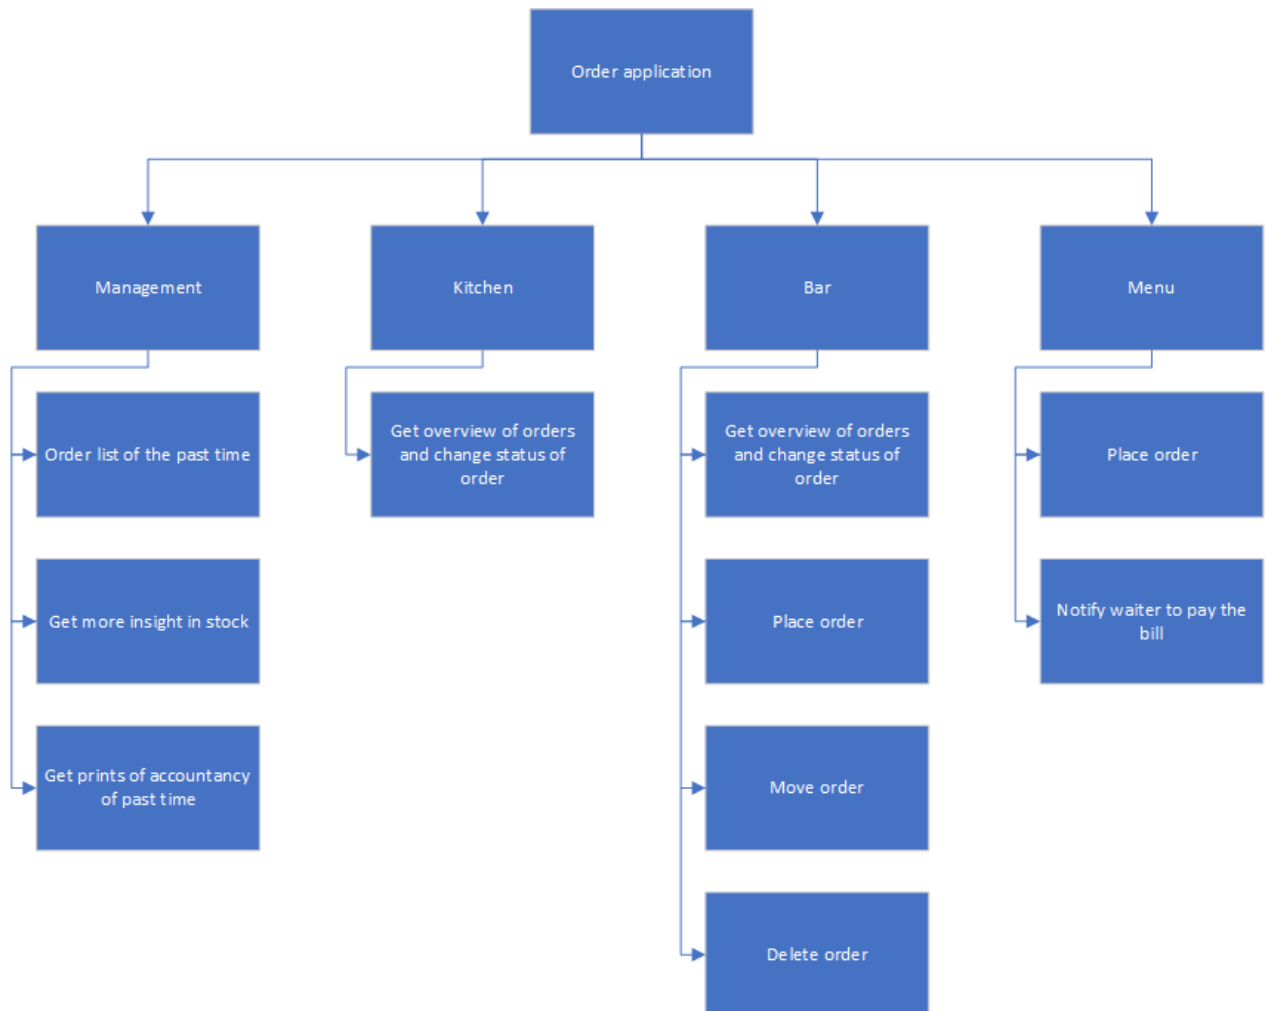 Order application
Management
Kitchen
Bar
Menu
Order list of the past time
Get overview of orders
and change status of
order
Get overview of orders
and change status of
order
Place order
Get more insight in stock
Place order
Notify waiter to pay the
bill
Get prints of accountancy
of past time
Move order
Delete order